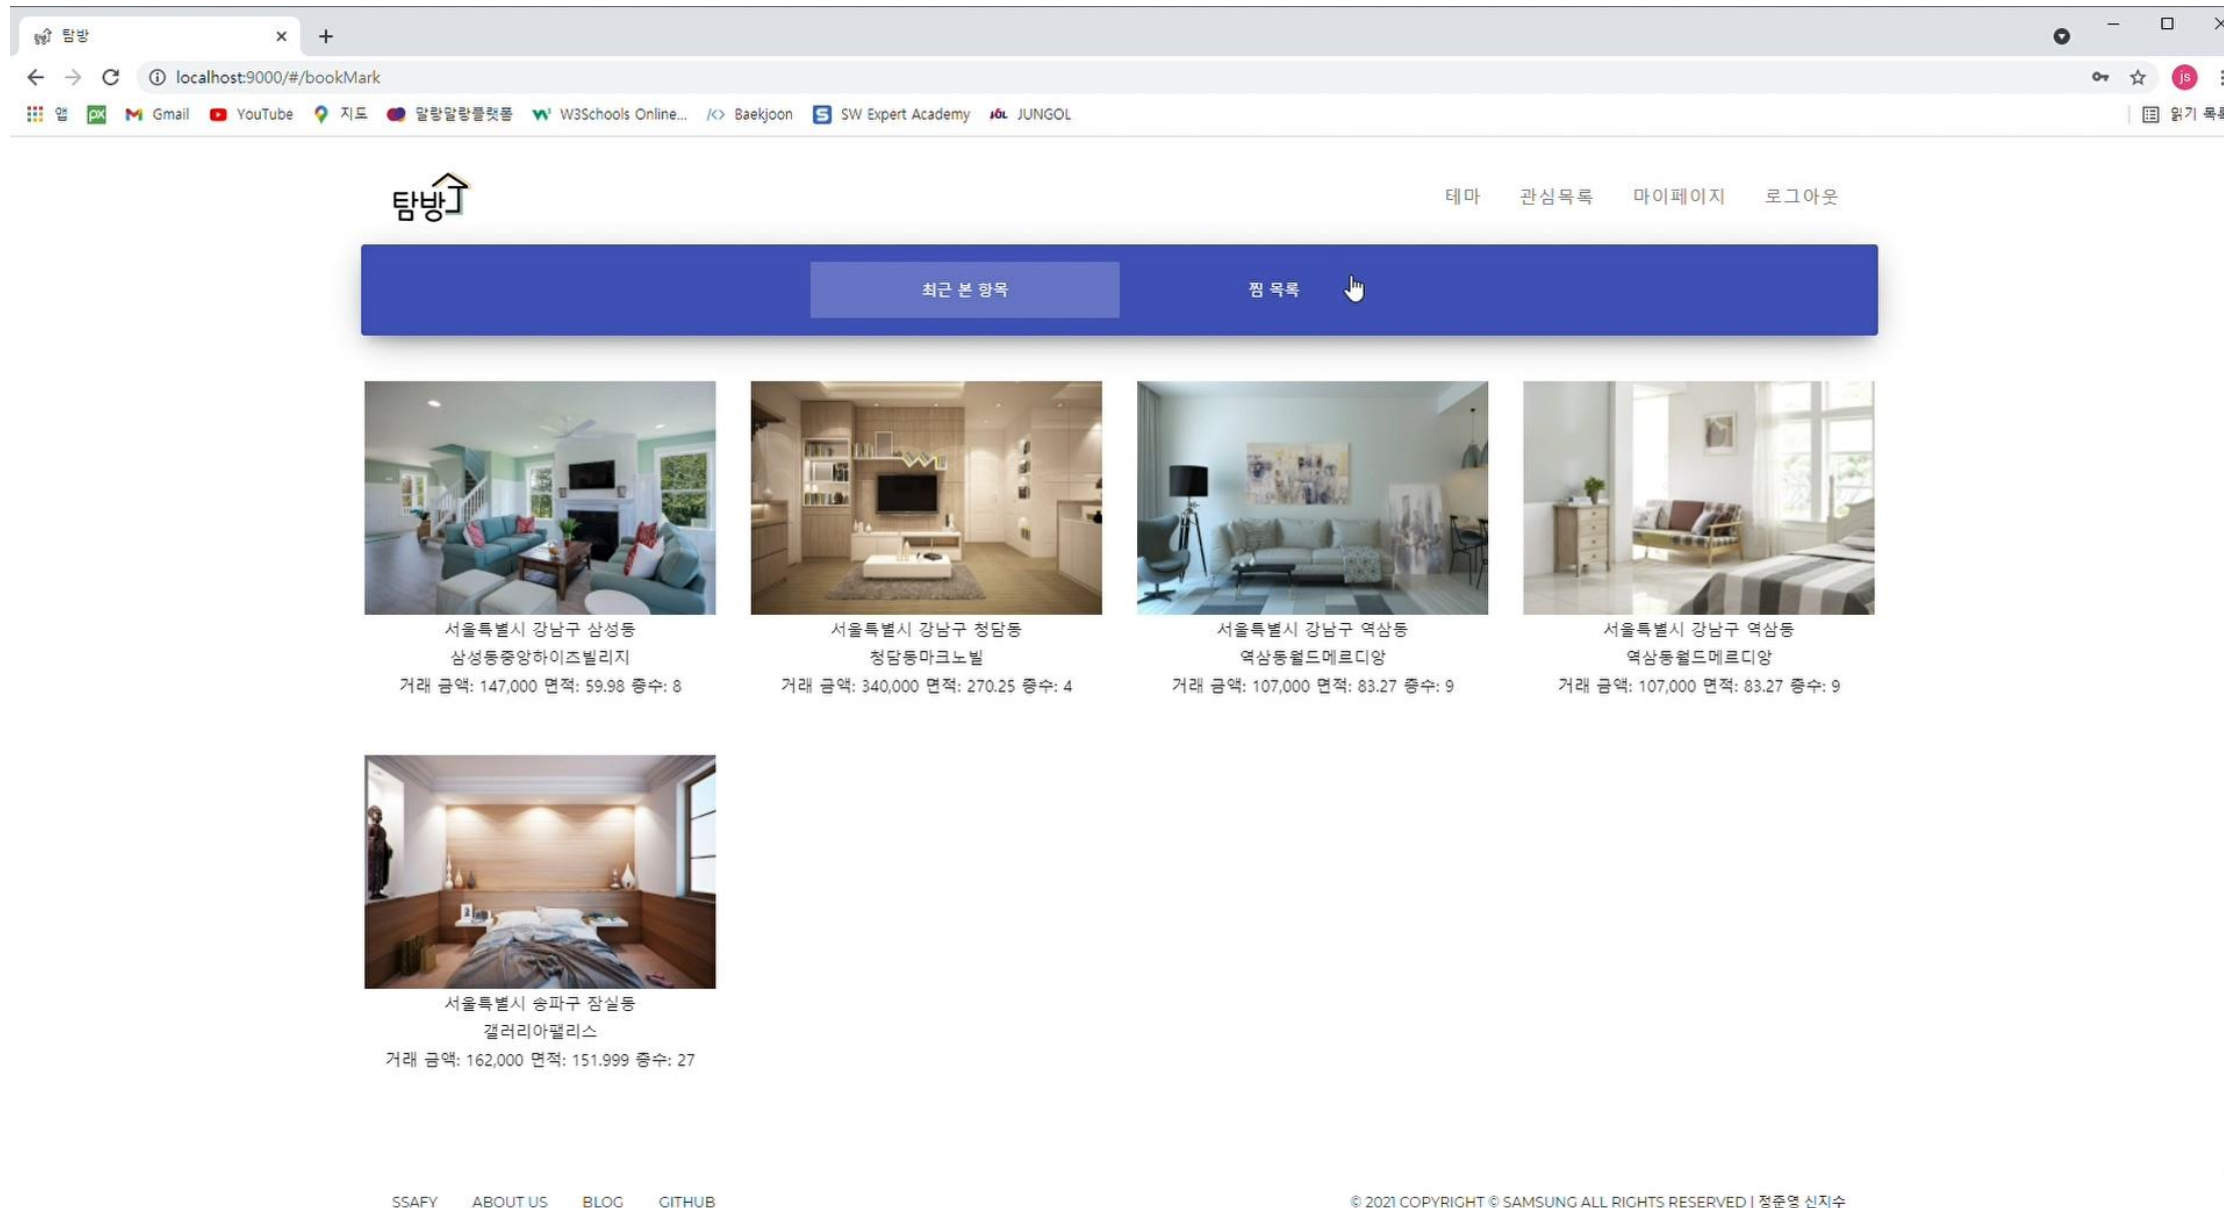 탐방
localhost:9000/#/bookMark
js
앱 Gmail YouTube 지도 말랑말랑플랫폼 W3Schools Online... </> Baekjoon SW Expert Academy JUNGOL 읽기 목록
탐방
테마 관심목록 마이페이지 로그아웃
최근 본 항목 찜 목록
서울특별시 강남구 삼성동
삼성동중앙하이츠빌리지
거래 금액: 147,000 면적: 59.98 층수: 8
서울특별시 강남구 청담동
청담동마크노빌
거래 금액: 340,000 면적: 270.25 층수: 4
서울특별시 강남구 역삼동
역삼동월드메르디앙
거래 금액: 107,000 면적: 83.27 층수: 9
서울특별시 강남구 역삼동
역삼동월드메르디앙
거래 금액: 107,000 면적: 83.27 층수: 9
서울특별시 송파구 잠실동
갤러리아팰리스
거래 금액: 162,000 면적: 151.999 층수: 27
SSAFY ABOUT US BLOG GITHUB
© 2021 COPYRIGHT © SAMSUNG ALL RIGHTS RESERVED | 정준영 신지수